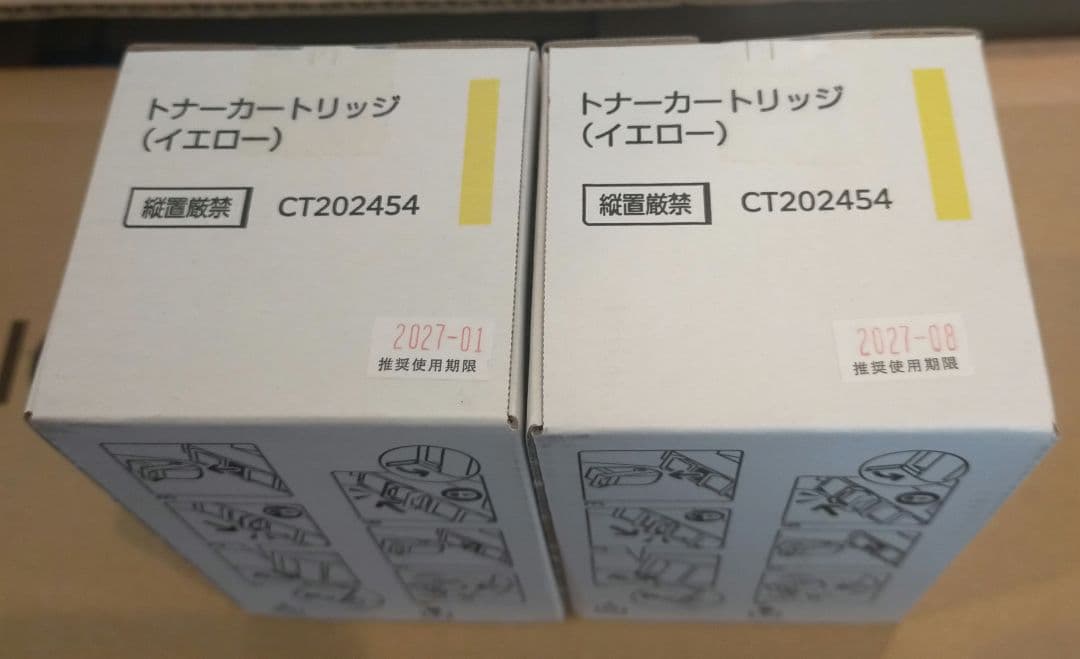 トナーカートリッジ
(イエロー)
縦置厳禁 CT202454
2027-01
推奨使用期限
トナーカートリッジ
(イエロー)
縦置厳禁 CT202454
2027-08
推奨使用期限